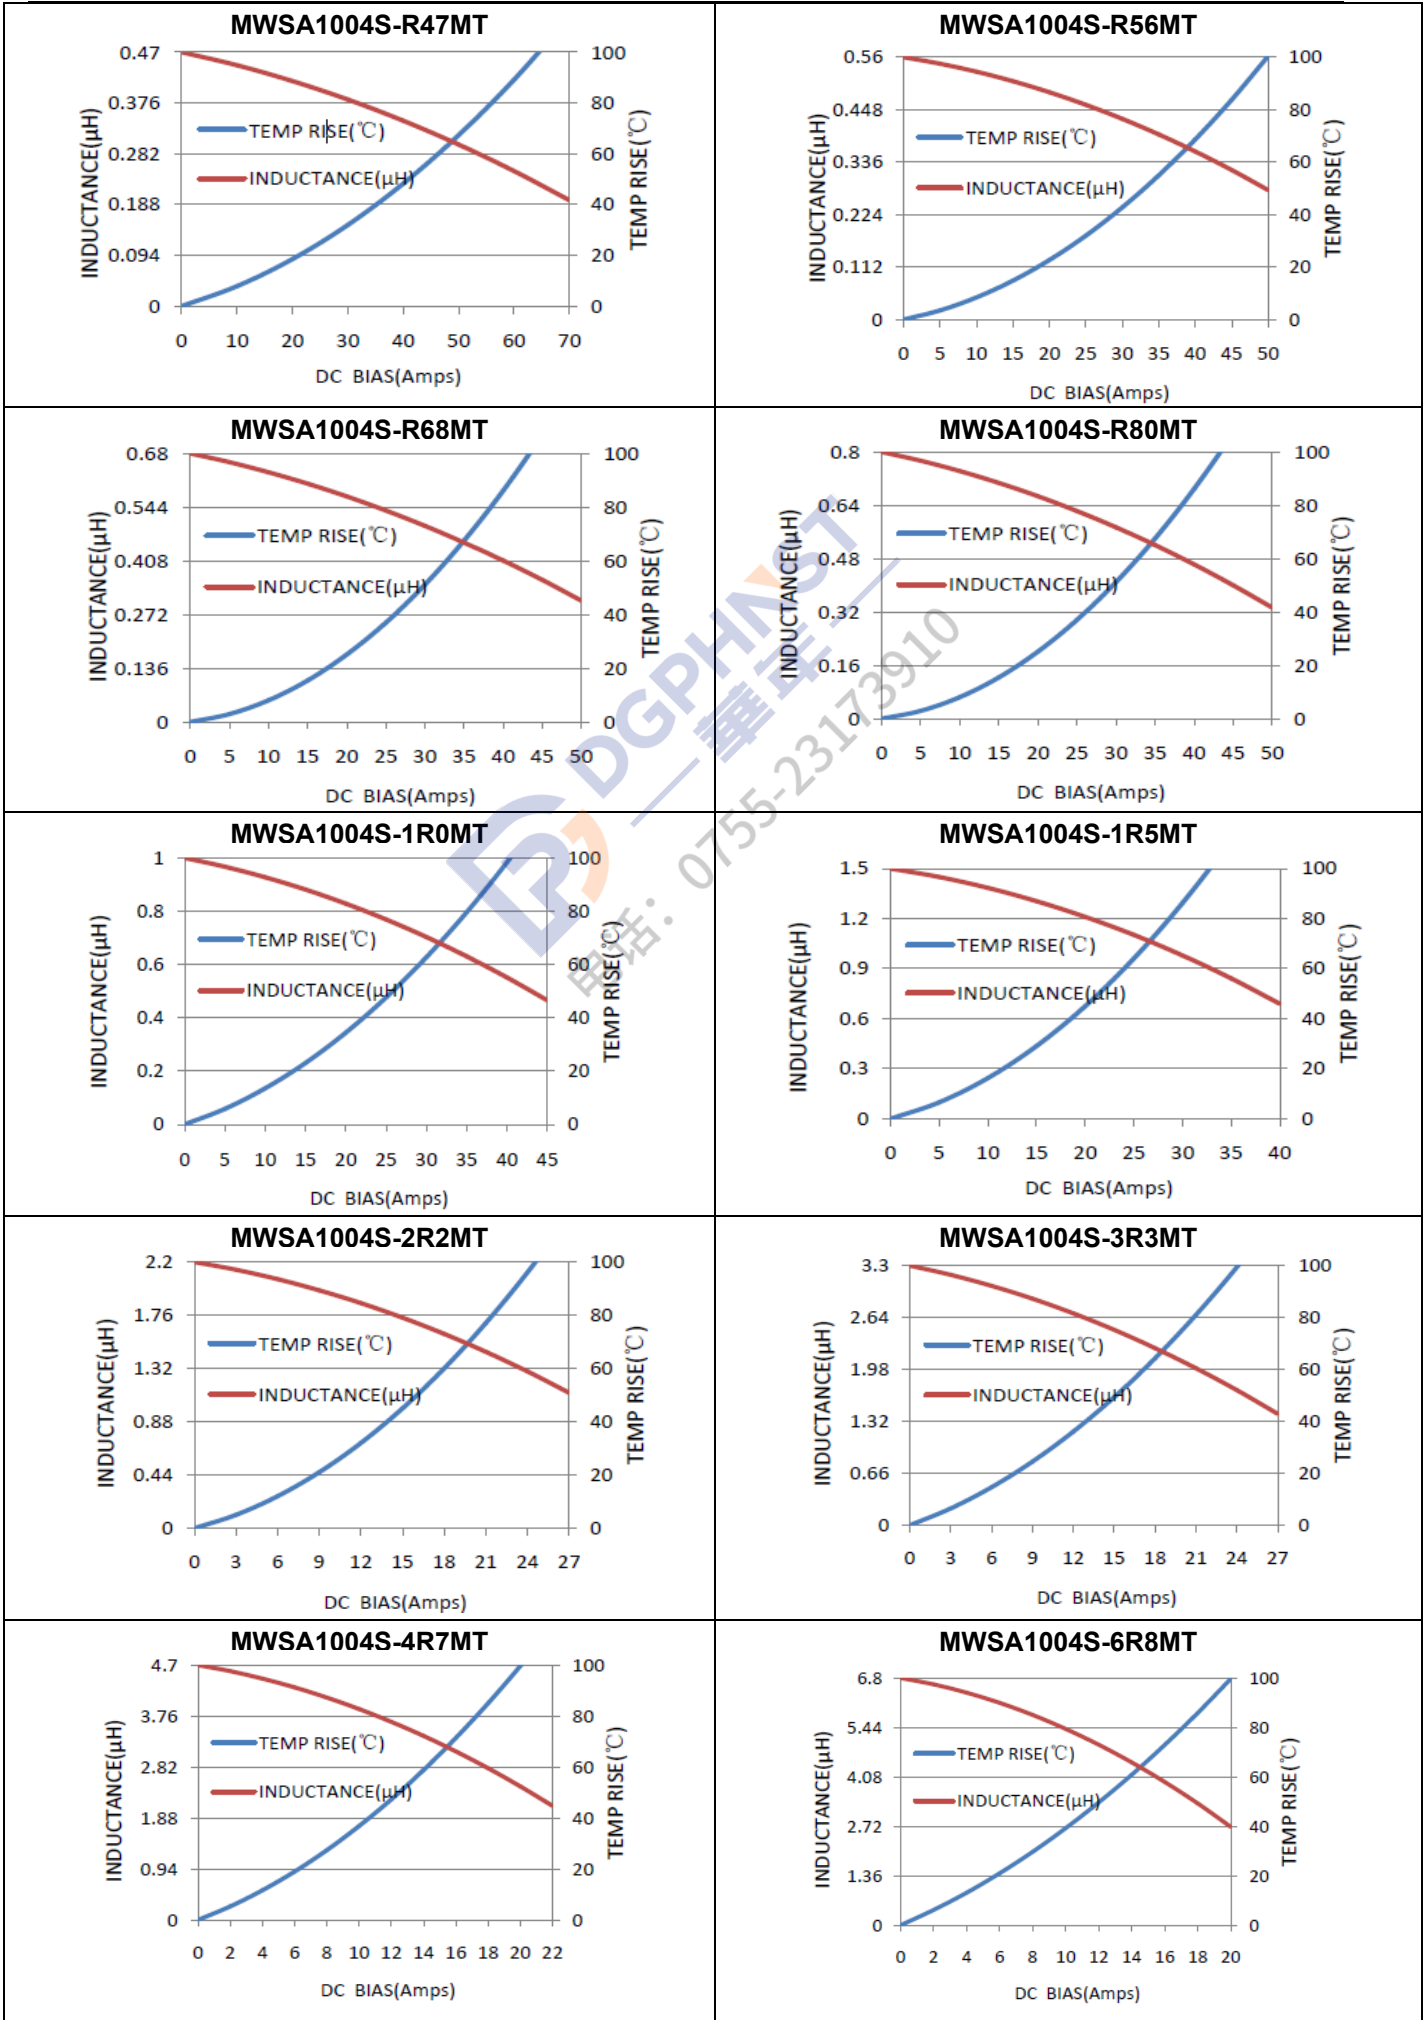 MWSA1004S-R47MT
0.47
0.376
0.282
0.188
0.094
0
100
80
60
40
20
0
INDUCTANCE(μH)
TEMP RISE(℃)
TEMP RISE(℃)
INDUCTANCE(μH)
0 10 20 30 40 50 60 70
DC BIAS(Amps)
MWSA1004S-R56MT
0.56
0.448
0.336
0.224
0.112
0
100
80
60
40
20
0
INDUCTANCE(μH)
TEMP RISE(℃)
TEMP RISE(℃)
INDUCTANCE(μH)
0 5 10 15 20 25 30 35 40 45 50
DC BIAS(Amps)
MWSA1004S-R68MT
0.68
0.544
0.408
0.272
0.136
0
100
80
60
40
20
0
INDUCTANCE(μH)
TEMP RISE(℃)
TEMP RISE(℃)
INDUCTANCE(μH)
0 5 10 15 20 25 30 35 40 45 50
DC BIAS(Amps)
MWSA1004S-R80MT
0.8
0.64
0.48
0.32
0.16
0
100
80
60
40
20
0
INDUCTANCE(μH)
TEMP RISE(℃)
TEMP RISE(℃)
INDUCTANCE(μH)
0 5 10 15 20 25 30 35 40 45 50
DC BIAS(Amps)
MWSA1004S-1R0MT
1
0.8
0.6
0.4
0.2
0
100
80
60
40
20
0
INDUCTANCE(μH)
TEMP RISE(℃)
TEMP RISE(℃)
INDUCTANCE(μH)
0 5 10 15 20 25 30 35 40 45
DC BIAS(Amps)
MWSA1004S-1R5MT
1.5
1.2
0.9
0.6
0.3
0
100
80
60
40
20
0
INDUCTANCE(μH)
TEMP RISE(℃)
TEMP RISE(℃)
INDUCTANCE(μH)
0 5 10 15 20 25 30 35 40
DC BIAS(Amps)
MWSA1004S-2R2MT
2.2
1.76
1.32
0.88
0.44
0
100
80
60
40
20
0
INDUCTANCE(μH)
TEMP RISE(℃)
TEMP RISE(℃)
INDUCTANCE(μH)
0 3 6 9 12 15 18 21 24 27
DC BIAS(Amps)
MWSA1004S-3R3MT
3.3
2.64
1.98
1.32
0.66
0
100
80
60
40
20
0
INDUCTANCE(μH)
TEMP RISE(℃)
TEMP RISE(℃)
INDUCTANCE(μH)
0 3 6 9 12 15 18 21 24 27
DC BIAS(Amps)
MWSA1004S-4R7MT
4.7
3.76
2.82
1.88
0.94
0
100
80
60
40
20
0
INDUCTANCE(μH)
TEMP RISE(℃)
TEMP RISE(℃)
INDUCTANCE(μH)
0 2 4 6 8 10 12 14 16 18 20 22
DC BIAS(Amps)
MWSA1004S-6R8MT
6.8
5.44
4.08
2.72
1.36
0
100
80
60
40
20
0
INDUCTANCE(μH)
TEMP RISE(℃)
TEMP RISE(℃)
INDUCTANCE(μH)
0 2 4 6 8 10 12 14 16 18 20
DC BIAS(Amps)
DGPHNST
電话：0755-23173910